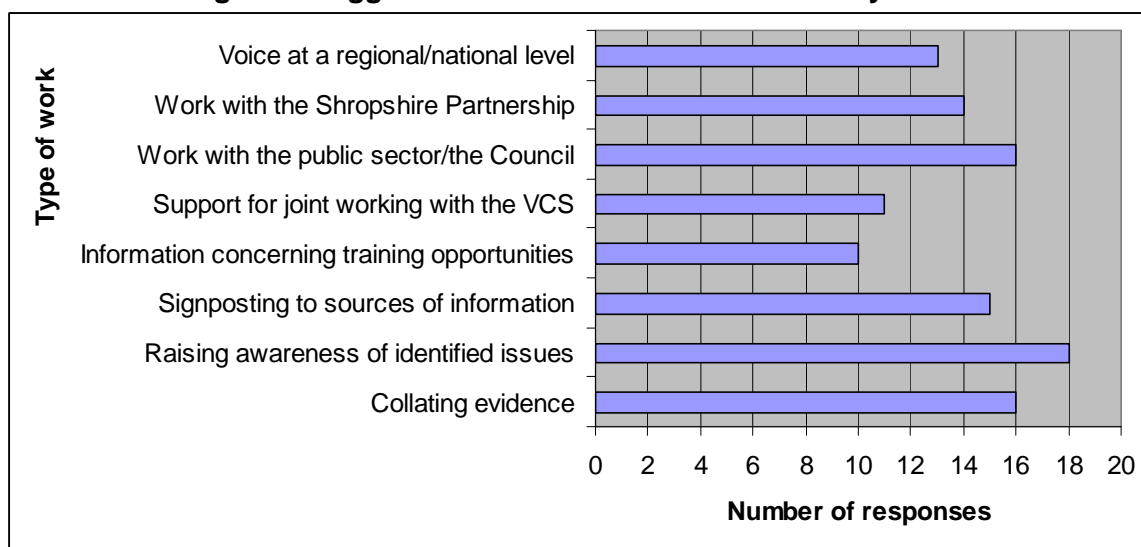 Type of work
Voice at a regional/national level
Work with the Shropshire Partnership
Work with the public sector/the Council
Support for joint working with the VCS
Information concerning training opportunities
Signposting to sources of information
Raising awareness of identified issues
Collating evidence
0 2 4 6 8 10 12 14 16 18 20
Number of responses